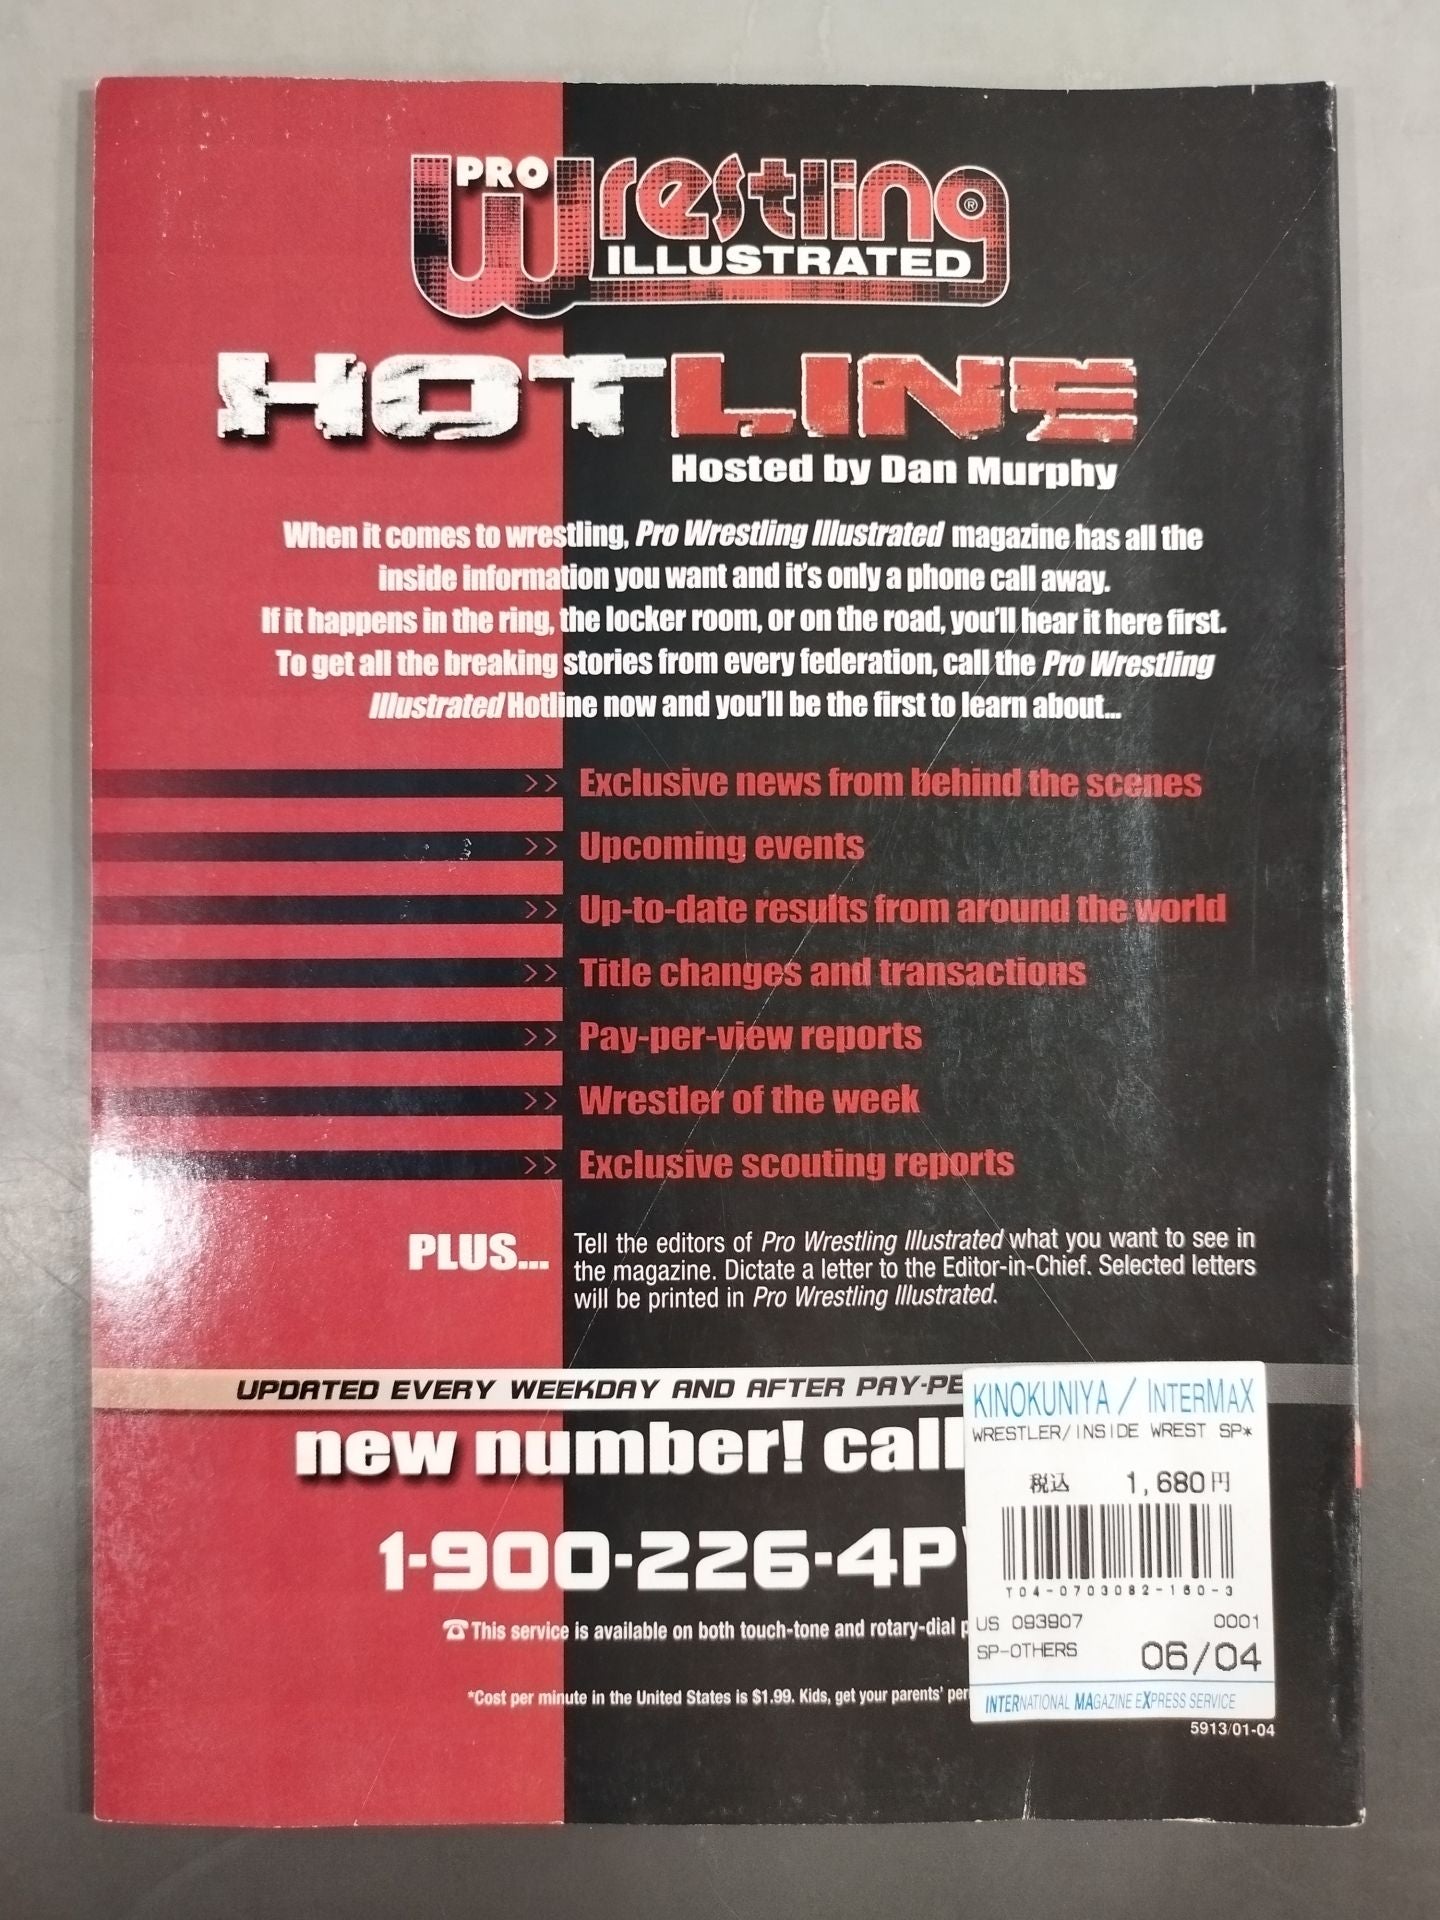 PRO Wrestling®
ILLUSTRATED
HOTLINE
Hosted by Dan Murphy
When it comes to wrestling, Pro Wrestling Illustrated magazine has all the
inside information you want and it's only a phone call away.
If it happens in the ring, the locker room, or on the road, you'll hear it here first.
To get all the breaking stories from every federation, call the Pro Wrestling
Illustrated Hotline now and you'll be the first to learn about...
>> Exclusive news from behind the scenes
>> Upcoming events
>> Up-to-date results from around the world
>> Title changes and transactions
>> Pay-per-view reports
>> Wrestler of the week
>> Exclusive scouting reports
PLUS...
Tell the editors of Pro Wrestling Illustrated what you want to see in
the magazine. Dictate a letter to the Editor-in-Chief. Selected letters
will be printed in Pro Wrestling Illustrated.
UPDATED EVERY WEEKDAY AND AFTER PAY-PE
new number! call
1-900-226-4P
☎This service is available on both touch-tone and rotary-dial p
*Cost per minute in the United States is $1.99. Kids, get your parents' per
KINOKUNIYA / INTERMAX
WRESTLER/INSIDE WREST SP*
税込 1,680円
T04-0703082-160-3
US 093907 0001
SP-OTHERS 06/04
INTERNATIONAL MAGAZINE EXPRESS SERVICE
5913/01-04